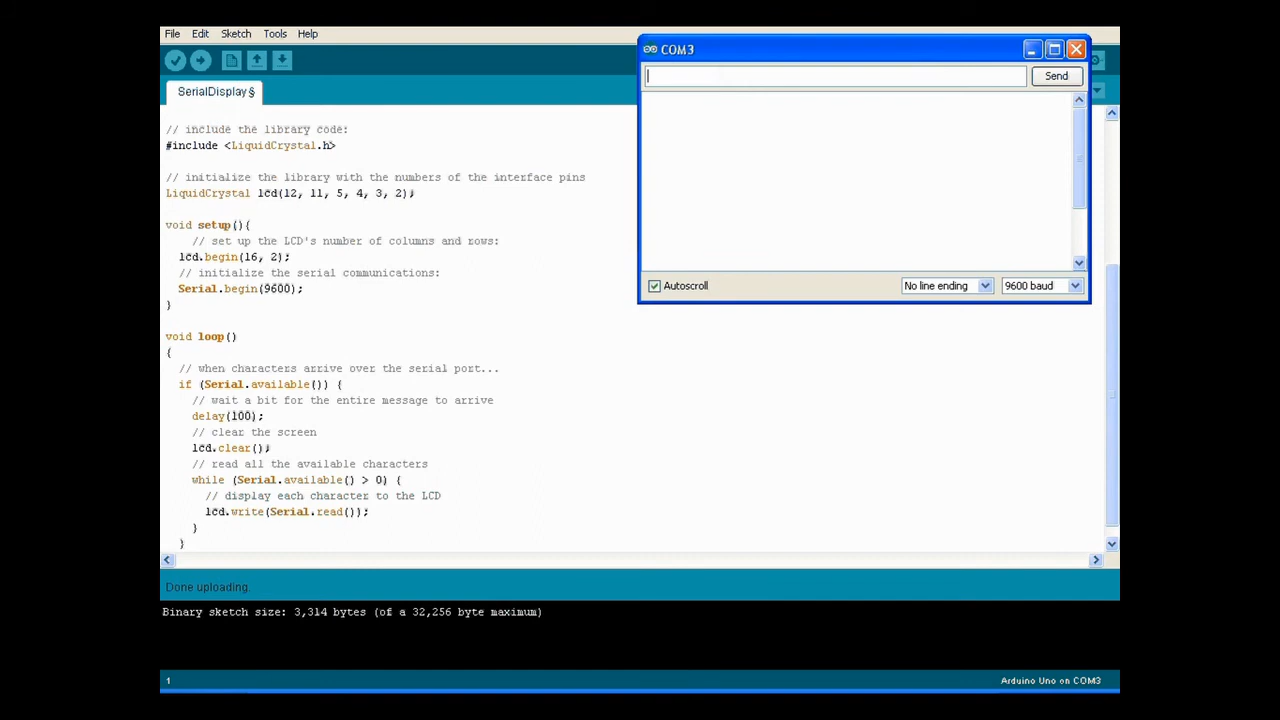 File Edit Sketch Tools Help
SerialDisplay§
// include the library code:
#include <LiquidCrystal.h>
// initialize the library with the numbers of the interface pins
LiquidCrystal lcd(12, 11, 5, 4, 3, 2);
void setup(){
// set up the LCD's number of columns and rows:
lcd.begin(16, 2);
// initialize the serial communications:
Serial.begin(9600);
}
void loop()
{
// when characters arrive over the serial port...
if (Serial.available()) {
// wait a bit for the entire message to arrive
delay(100);
// clear the screen
lcd.clear();
// read all the available characters
while (Serial.available() > 0) {
// display each character to the LCD
lcd.write(Serial.read());
}
}
COM3
Send
Autoscroll No line ending 9600 baud
Done uploading.
Binary sketch size: 3,314 bytes (of a 32,256 byte maximum)
1 Arduino Uno on COM3